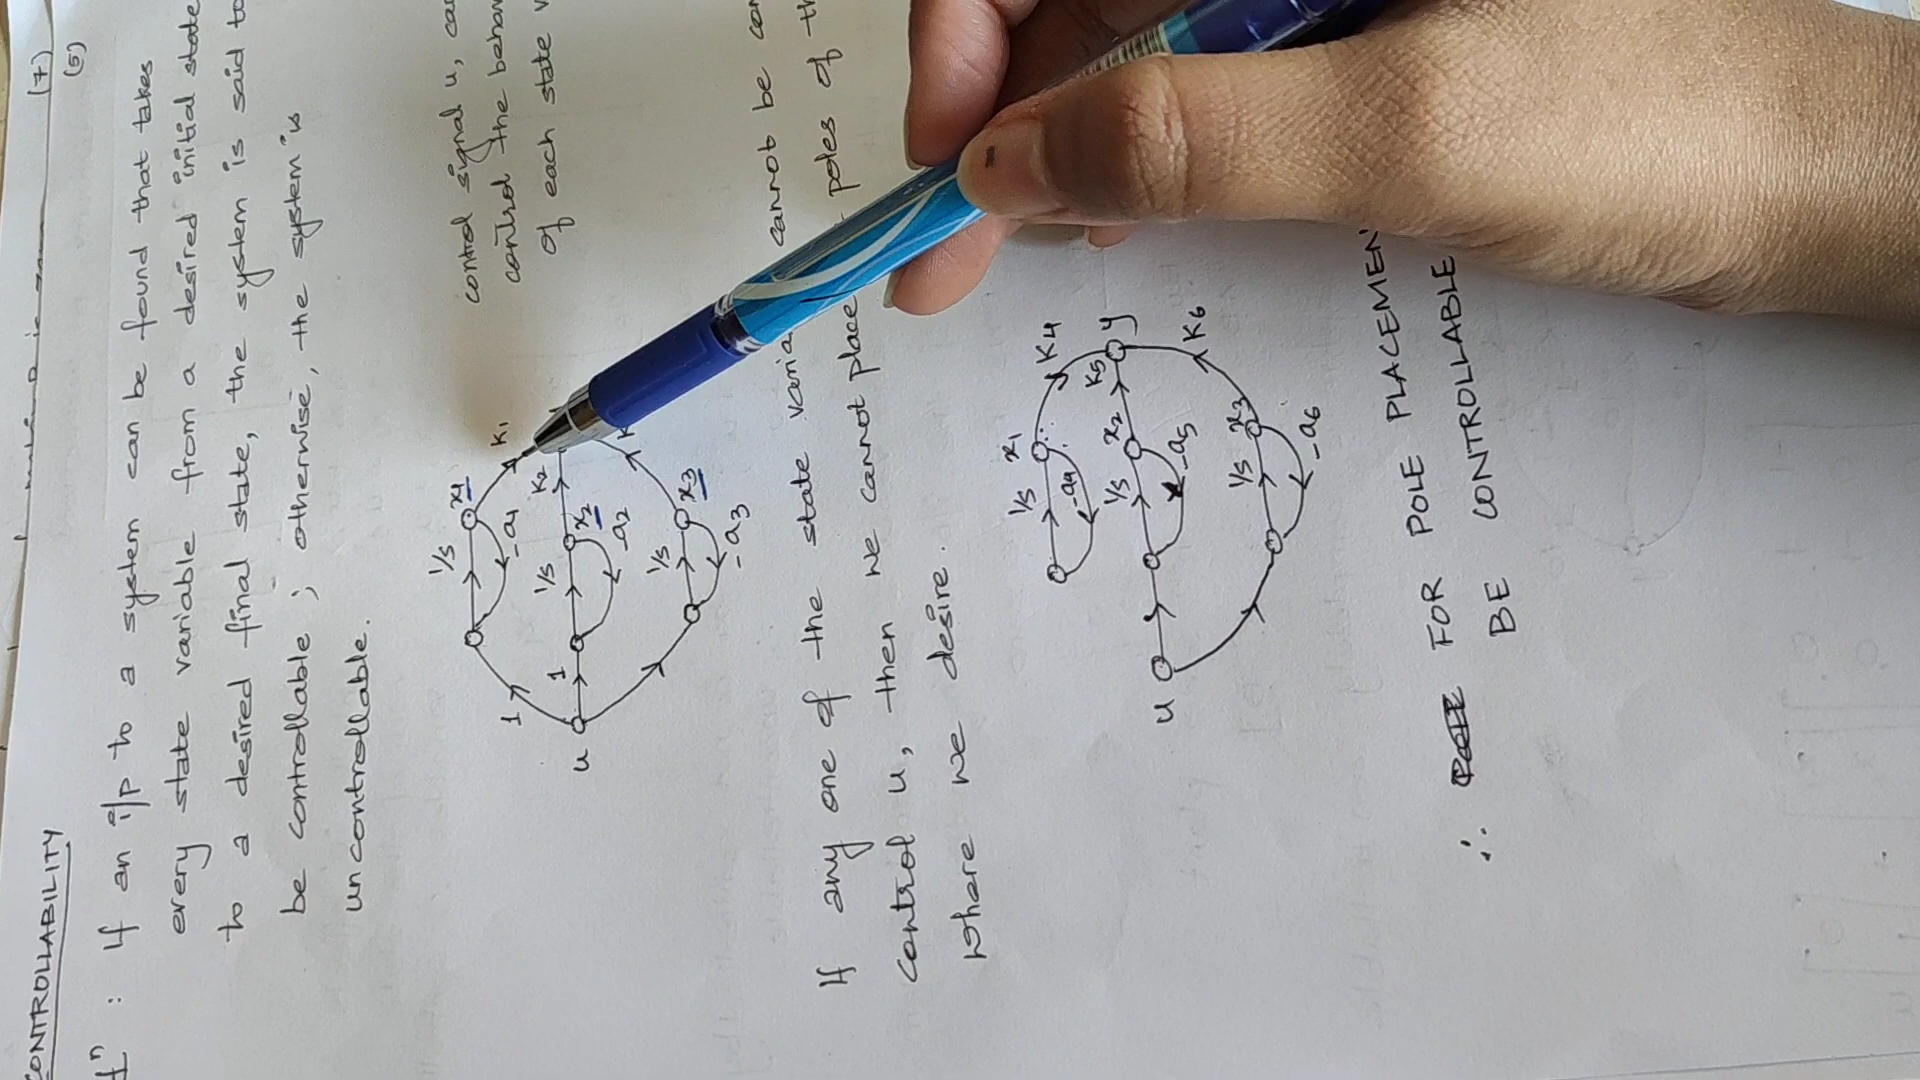 (7)
(5)
CONTROLLABILITY
: If an i/p to a system can be found that takes
every state variable from a desired initial state
to a desired final state, the system is said to
be controllable ; otherwise, the system is
uncontrollable.
control signal u, can
control the behav
of each state v
u
1
1
1/s
x1
-a1
K1
1/s
x2
-a2
K2
1/s
x3
-a3
K
If any one of the state varia cannot be con
control u, then we cannot place poles of th
where we desire.
u
1/s
x1
-a4
K4
1/s
x2
-a5
K5
y
1/s
x3
-a6
K6
∴ FOR POLE PLACEMEN
BE CONTROLLABLE